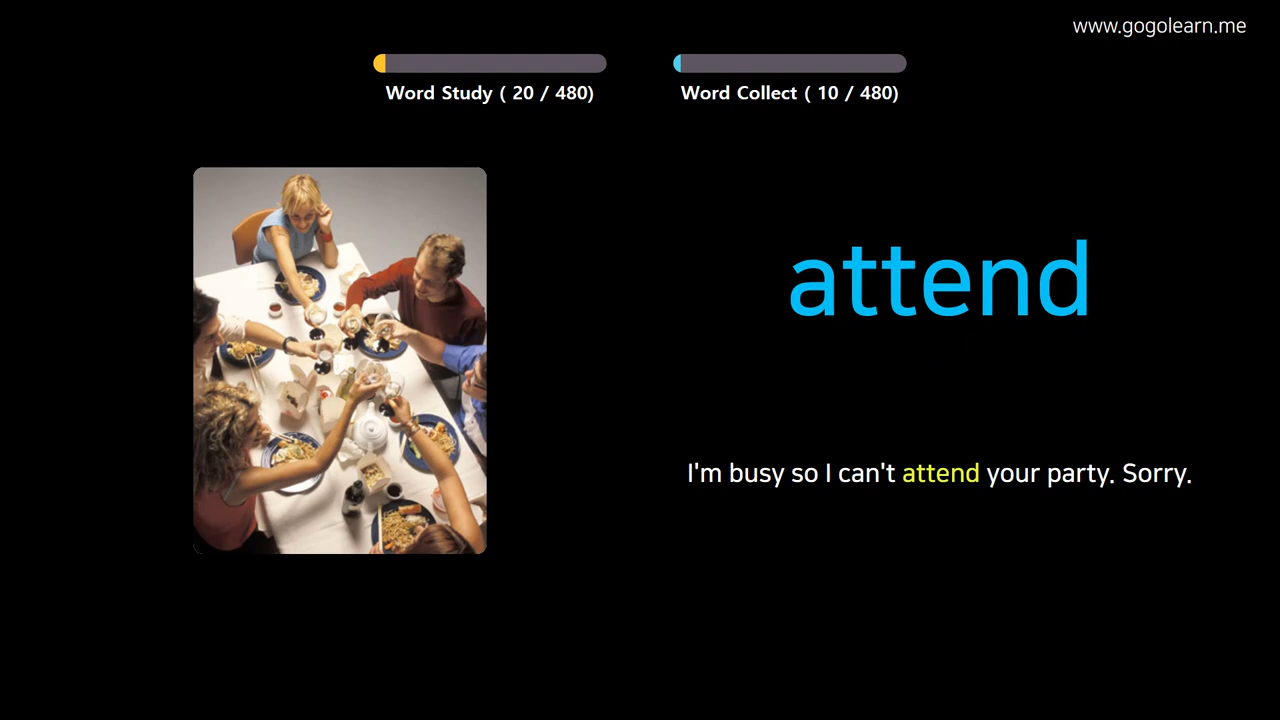 www.gogolearn.me
Word Study ( 20 / 480)
Word Collect ( 10 / 480)
attend
I'm busy so I can't attend your party. Sorry.